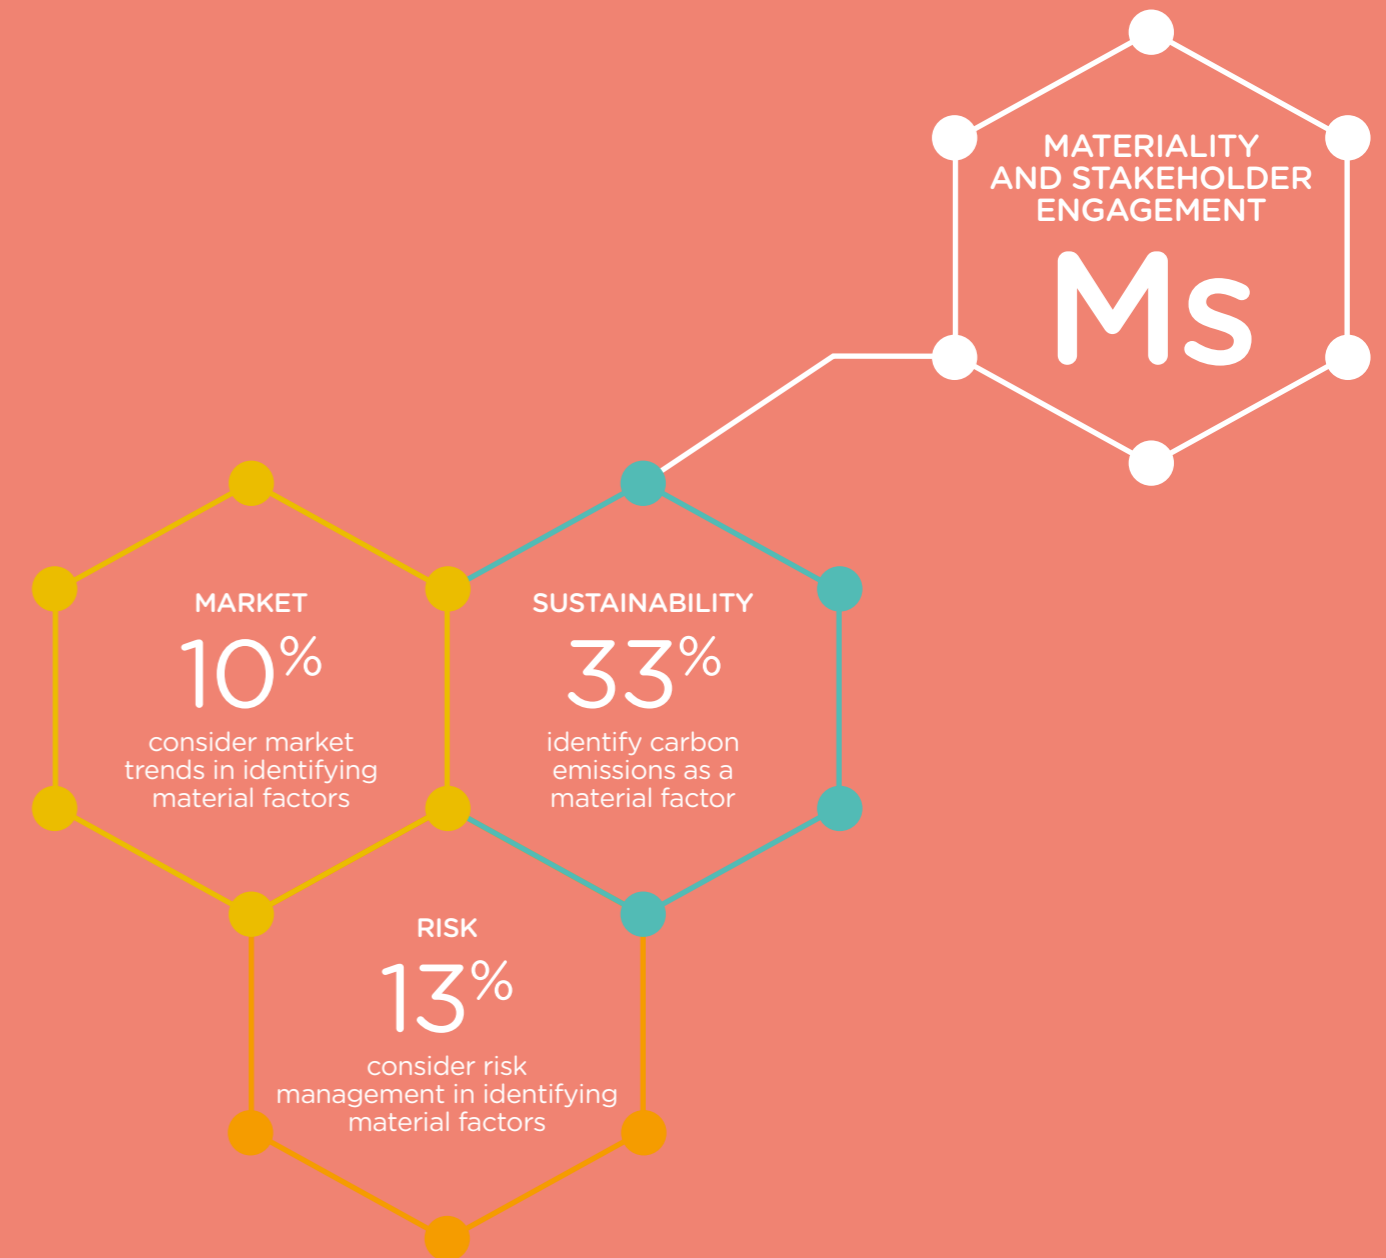 MATERIALITY
AND STAKEHOLDER
ENGAGEMENT
Ms
MARKET
10%
consider market
trends in identifying
material factors
SUSTAINABILITY
33%
identify carbon
emissions as a
material factor
RISK
13%
consider risk
management in identifying
material factors